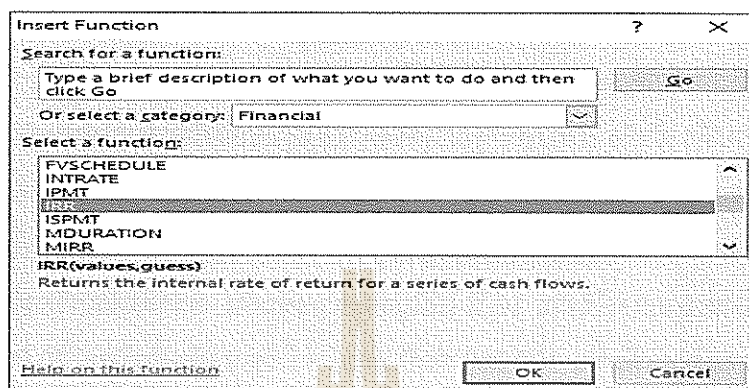 Insert Function ? ×
Search for a function:
Type a brief description of what you want to do and then
click Go
Go
Or select a category: Financial
Select a function:
FVSCHEDULE
INTRATE
IPMT
IRR
ISPMT
MDURATION
MIRR
IRR(values,guess)
Returns the internal rate of return for a series of cash flows.
Help on this function
OK
Cancel